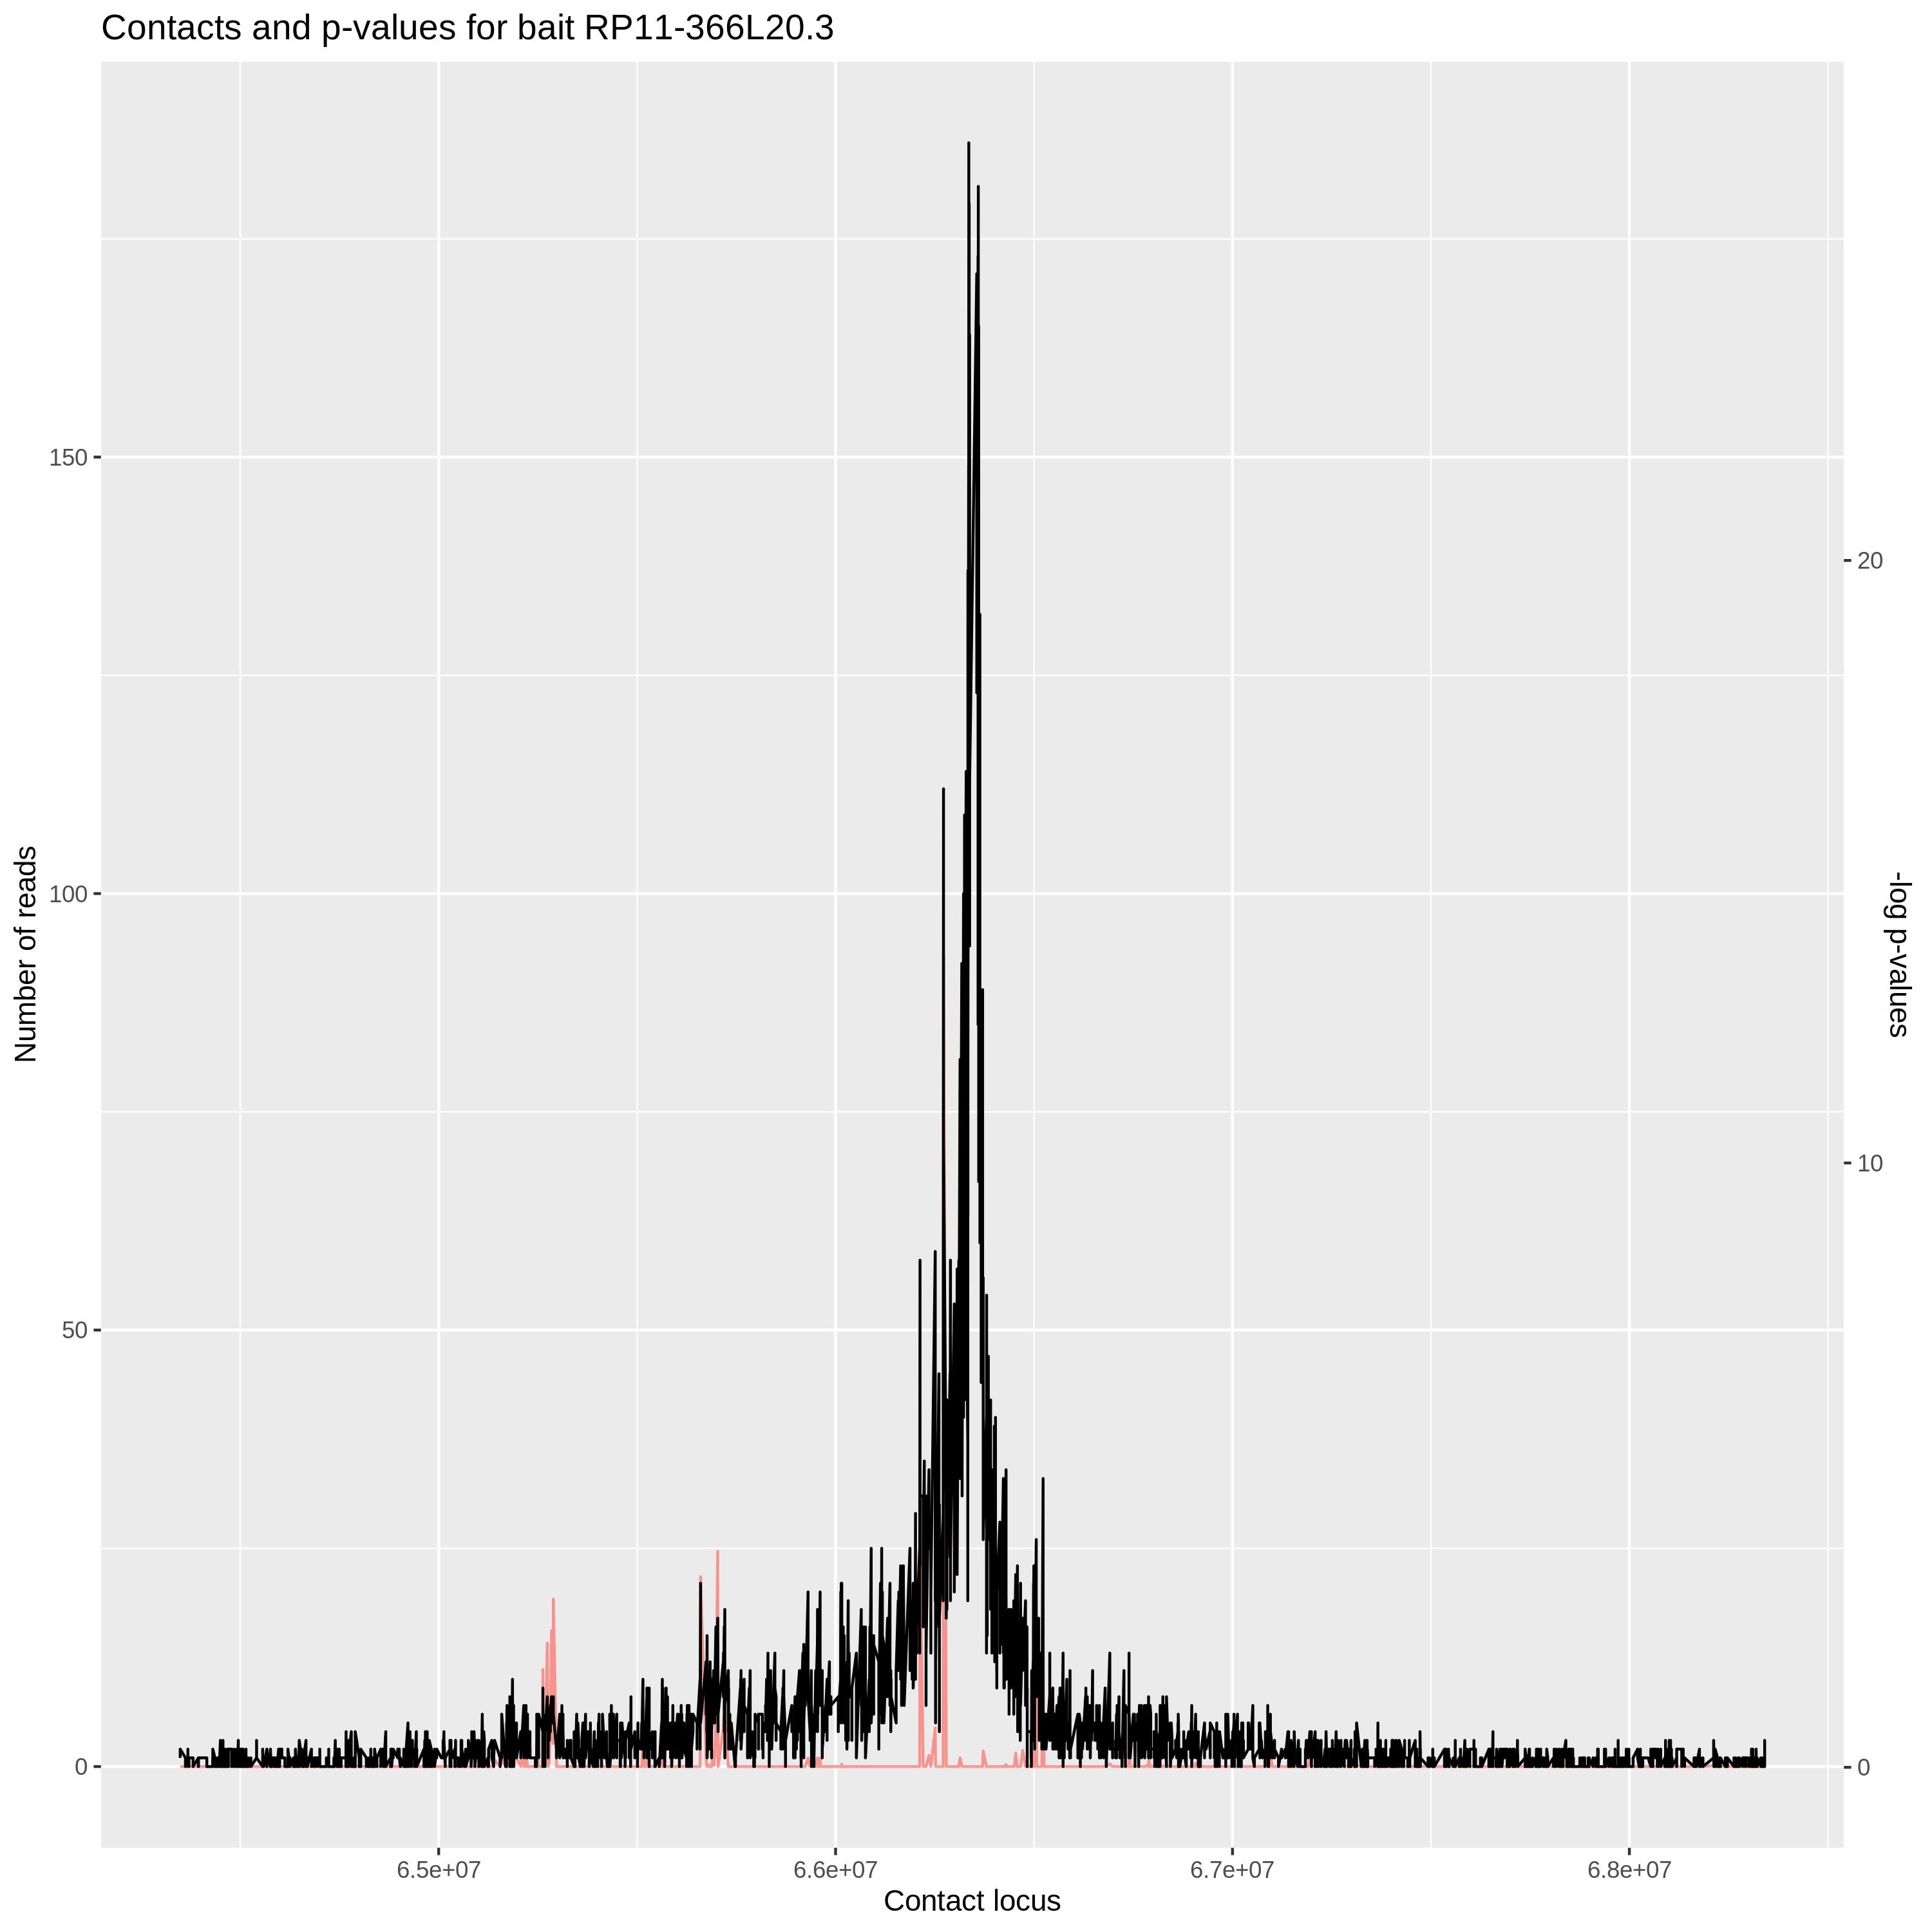 Contacts and p-values for bait RP11-366L20.3
150
100
50
0
Number of reads
20
10
0
-log p-values
6.5e+07
6.6e+07
6.7e+07
6.8e+07
Contact locus